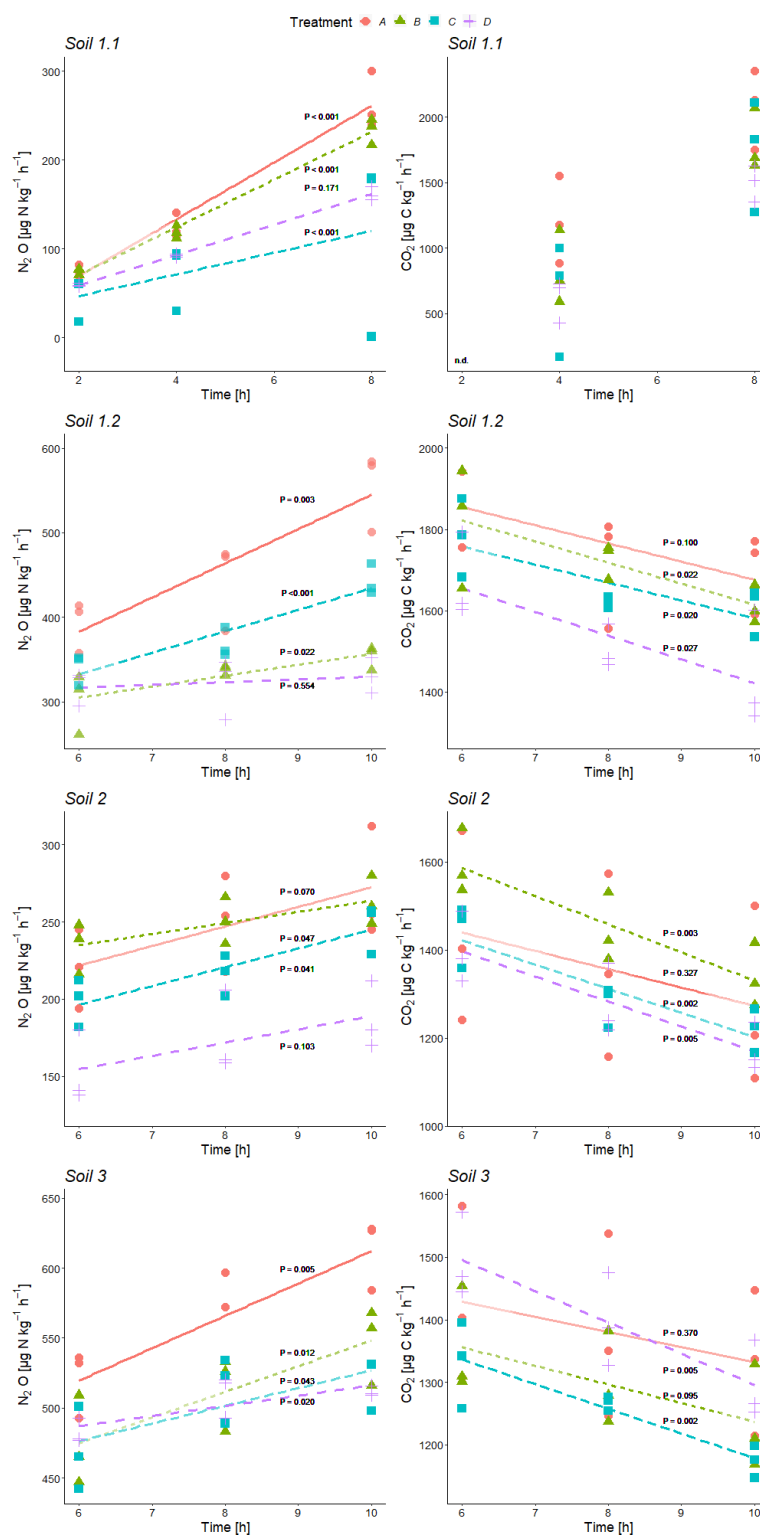 Treatment A B C D
Soil 1.1
N2 O [µg N kg−1 h−1]
300
200
100
0
P < 0.001
P < 0.001
P = 0.171
P < 0.001
2 4 6 8
Time [h]
Soil 1.1
CO2 [µg C kg−1 h−1]
2000
1500
1000
500
n.d.
2 4 6 8
Time [h]
Soil 1.2
N2 O [µg N kg−1 h−1]
600
500
400
300
P = 0.003
P <0.001
P = 0.022
P = 0.554
6 7 8 9 10
Time [h]
Soil 1.2
CO2 [µg C kg−1 h−1]
2000
1800
1600
1400
P = 0.100
P = 0.022
P = 0.020
P = 0.027
6 7 8 9 10
Time [h]
Soil 2
N2 O [µg N kg−1 h−1]
300
250
200
150
P = 0.070
P = 0.047
P = 0.041
P = 0.103
6 7 8 9 10
Time [h]
Soil 2
CO2 [µg C kg−1 h−1]
1600
1400
1200
1000
P = 0.003
P = 0.327
P = 0.002
P = 0.005
6 7 8 9 10
Time [h]
Soil 3
N2 O [µg N kg−1 h−1]
650
600
550
500
450
P = 0.005
P = 0.012
P = 0.043
P = 0.020
6 7 8 9 10
Time [h]
Soil 3
CO2 [µg C kg−1 h−1]
1600
1500
1400
1300
1200
P = 0.370
P = 0.005
P = 0.095
P = 0.002
6 7 8 9 10
Time [h]